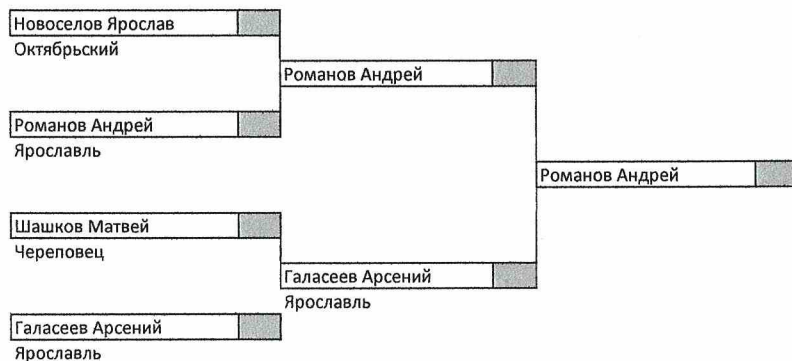 Новоселов Ярослав
Октябрьский
Романов Андрей
Романов Андрей
Ярославль
Романов Андрей
Шашков Матвей
Череповец
Галасеев Арсений
Ярославль
Галасеев Арсений
Ярославль